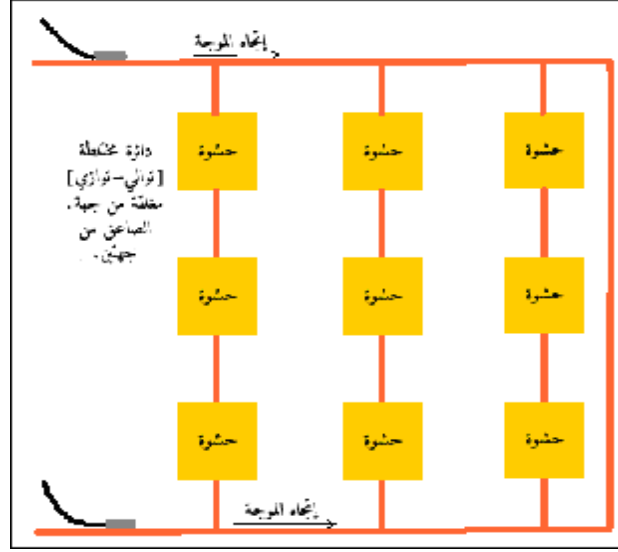 إتجاه الموجة
حشوة حشوة حشوة
دائرة مختلطة
[توالي-توازي]
مغلقة من جهة،
الصاعق من
جهتين.
حشوة حشوة حشوة
حشوة حشوة حشوة
إتجاه الموجة